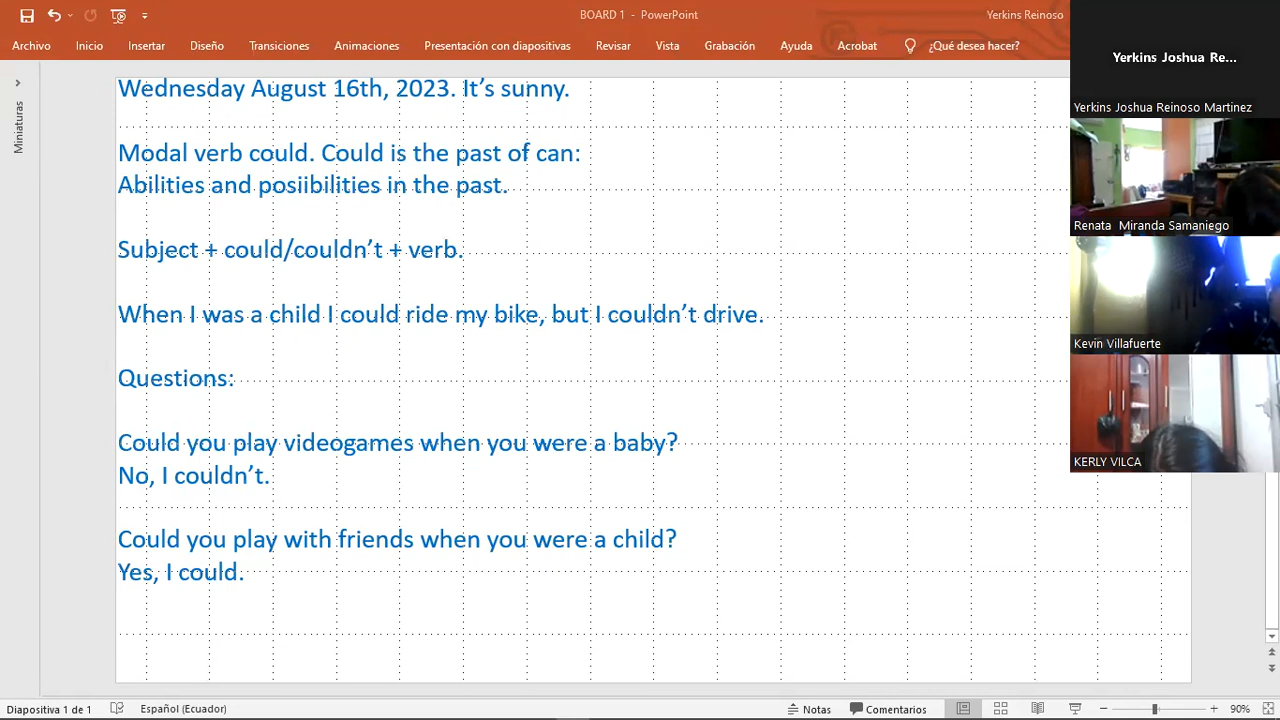 BOARD 1 - PowerPoint
Yerkins Reinoso
Archivo
Inicio
Insertar
Diseño
Transiciones
Animaciones
Presentación con diapositivas
Revisar
Vista
Grabación
Ayuda
Acrobat
¿Qué desea hacer?
Miniaturas
Wednesday August 16th, 2023. It’s sunny.
Modal verb could. Could is the past of can:
Abilities and posiibilities in the past.
Subject + could/couldn’t + verb.
When I was a child I could ride my bike, but I couldn’t drive.
Questions:
Could you play videogames when you were a baby?
No, I couldn’t.
Could you play with friends when you were a child?
Yes, I could.
Yerkins Joshua Re...
Yerkins Joshua Reinoso Martinez
Renata Miranda Samaniego
Kevin Villafuerte
KERLY VILCA
Diapositiva 1 de 1
Español (Ecuador)
Notas
Comentarios
90%